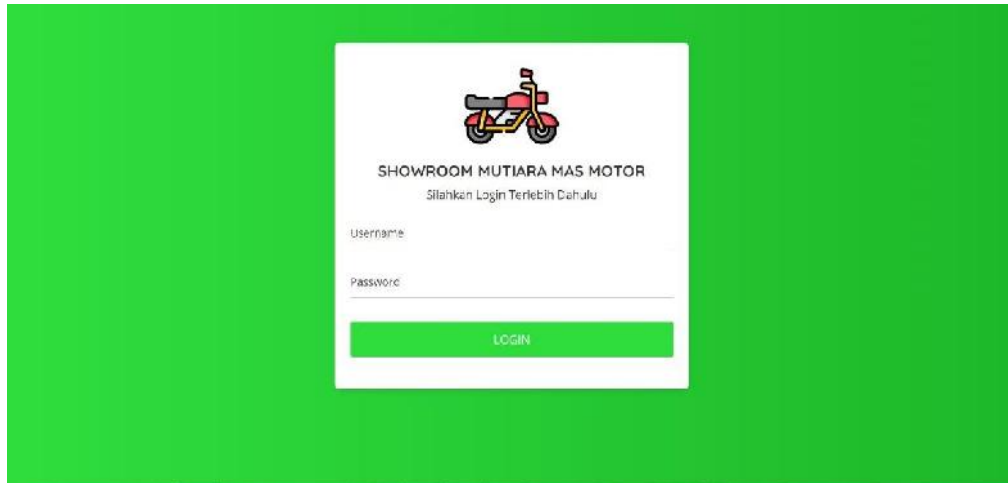 SHOWROOM MUTIARA MAS MOTOR
Silahkan Login Terlebih Dahulu
Username
Password
LOGIN